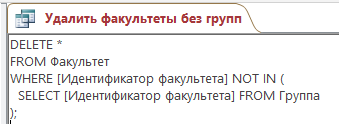 Удалить факультеты без групп
DELETE *
FROM Факультет
WHERE [Идентификатор факультета] NOT IN (
SELECT [Идентификатор факультета] FROM Группа
);